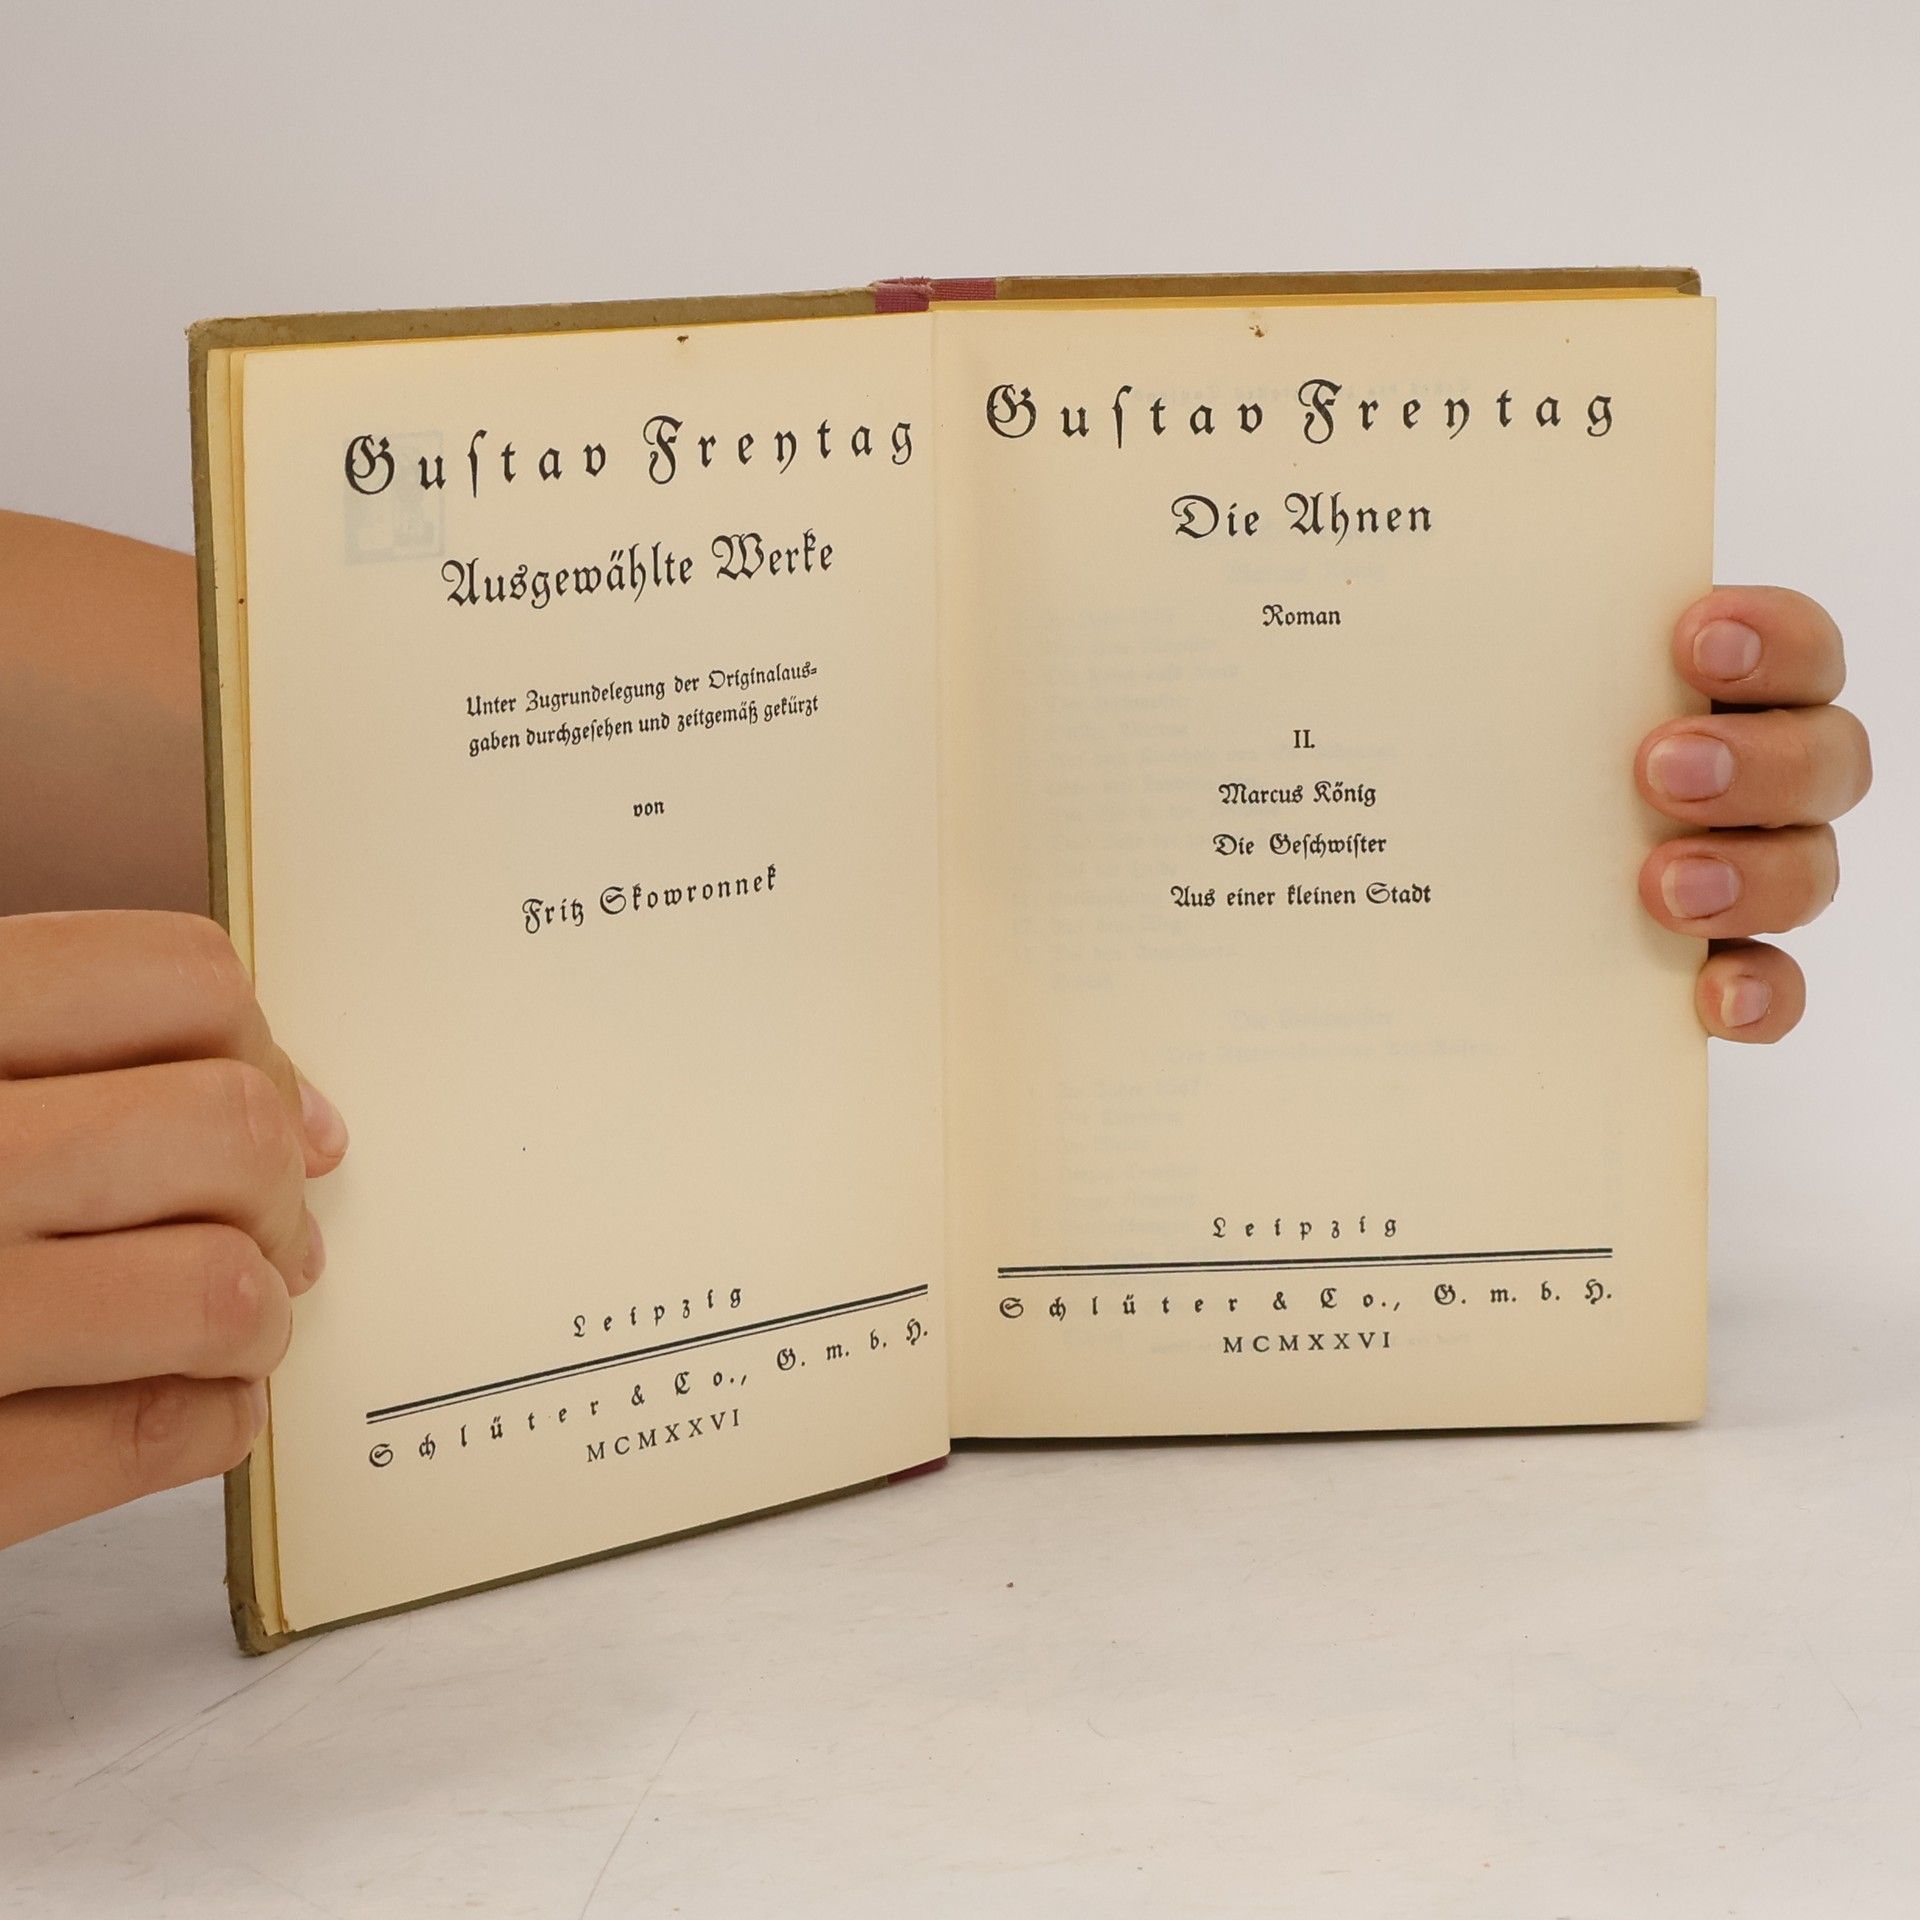 Gustav Freytag
Ausgewählte Werke
Unter Zugrundelegung der Originalaus-
gaben durchgesehen und zeitgemäß gekürzt
von
Fritz Skowronnek
Leipzig
Schlüter & Co., G. m. b. H.
MCMXXVI
Gustav Freytag
Die Ahnen
Roman
II.
Marcus König
Die Geschwister
Aus einer kleinen Stadt
Leipzig
Schlüter & Co., G. m. b. H.
MCMXXVI